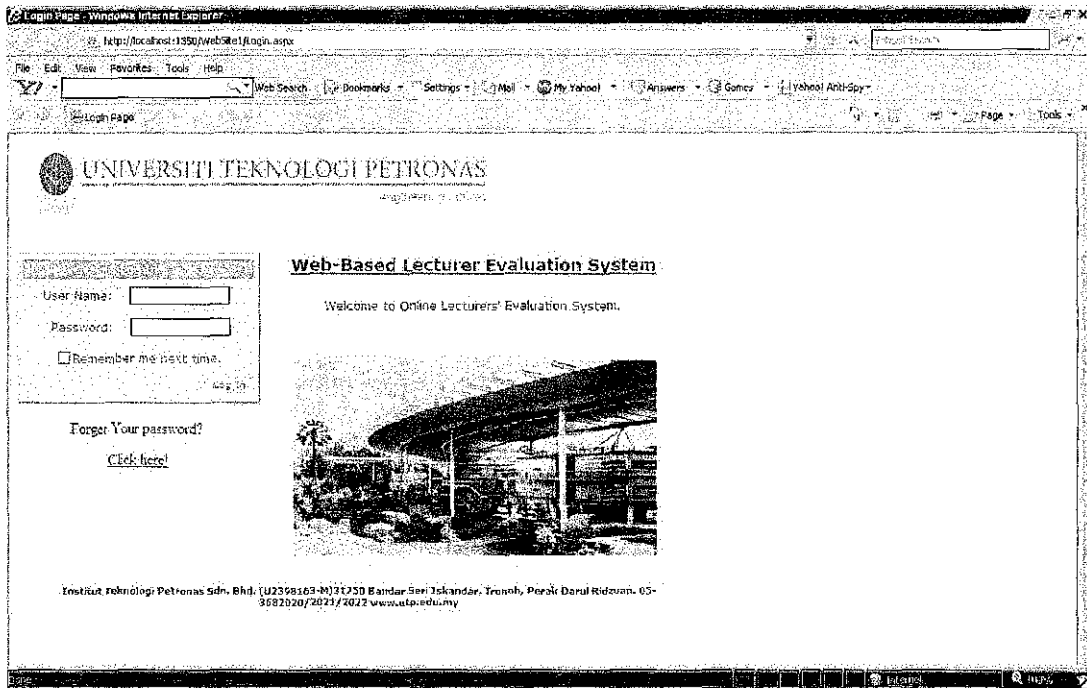 Login Page - Windows Internet Explorer
http://localhost:1350/WebSite1/Login.aspx
File Edit View Favorites Tools Help
Web Search Bookmarks Settings Mail My Yahoo! Answers Games Yahoo! Anti-Spy
Login Page Page Tools
UNIVERSITI TEKNOLOGI PETRONAS
Web-Based Lecturer Evaluation System
User Name:
Welcome to Online Lecturers' Evaluation System.
Password:
Remember me next time.
Log In
Forget Your password?
Click here!
Institut Teknologi Petronas Sdn. Bhd. (U2398163-M)31750 Bandar Seri Iskandar, Tronoh, Perak Darul Ridzuan. 05-
3682020/2021/2022 www.utp.edu.my
Done Internet